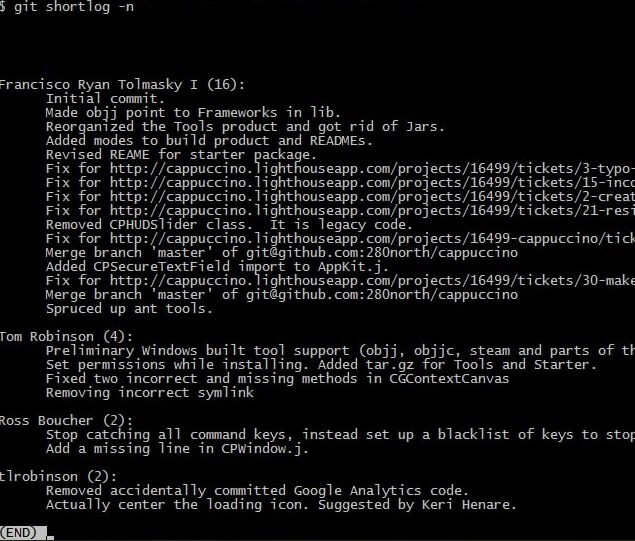 $ git shortlog -n
Francisco Ryan Tolmasky I (16):
Initial commit.
Made objj point to Frameworks in lib.
Reorganized the Tools product and got rid of Jars.
Added modes to build product and READMEs.
Revised REAME for starter package.
Fix for http://cappuccino.lighthouseapp.com/projects/16499/tickets/3-typo-
Fix for http://cappuccino.lighthouseapp.com/projects/16499/tickets/15-inco
Fix for http://cappuccino.lighthouseapp.com/projects/16499/tickets/2-creat
Fix for http://cappuccino.lighthouseapp.com/projects/16499/tickets/21-resi
Removed CPHUDSlider class.  It is legacy code.
Fix for http://cappuccino.lighthouseapp.com/projects/16499-cappuccino/tick
Merge branch 'master' of git@github.com:280north/cappuccino
Added CPSecureTextField import to AppKit.j.
Fix for http://cappuccino.lighthouseapp.com/projects/16499/tickets/30-make
Merge branch 'master' of git@github.com:280north/cappuccino
Spruced up ant tools.
Tom Robinson (4):
Preliminary Windows built tool support (objj, objjc, steam and parts of th
Set permissions while installing. Added tar.gz for Tools and Starter.
Fixed two incorrect and missing methods in CGContextCanvas
Removing incorrect symlink
Ross Boucher (2):
Stop catching all command keys, instead set up a blacklist of keys to stop
Add a missing line in CPWindow.j.
tlrobinson (2):
Removed accidentally committed Google Analytics code.
Actually center the loading icon. Suggested by Keri Henare.
(END)